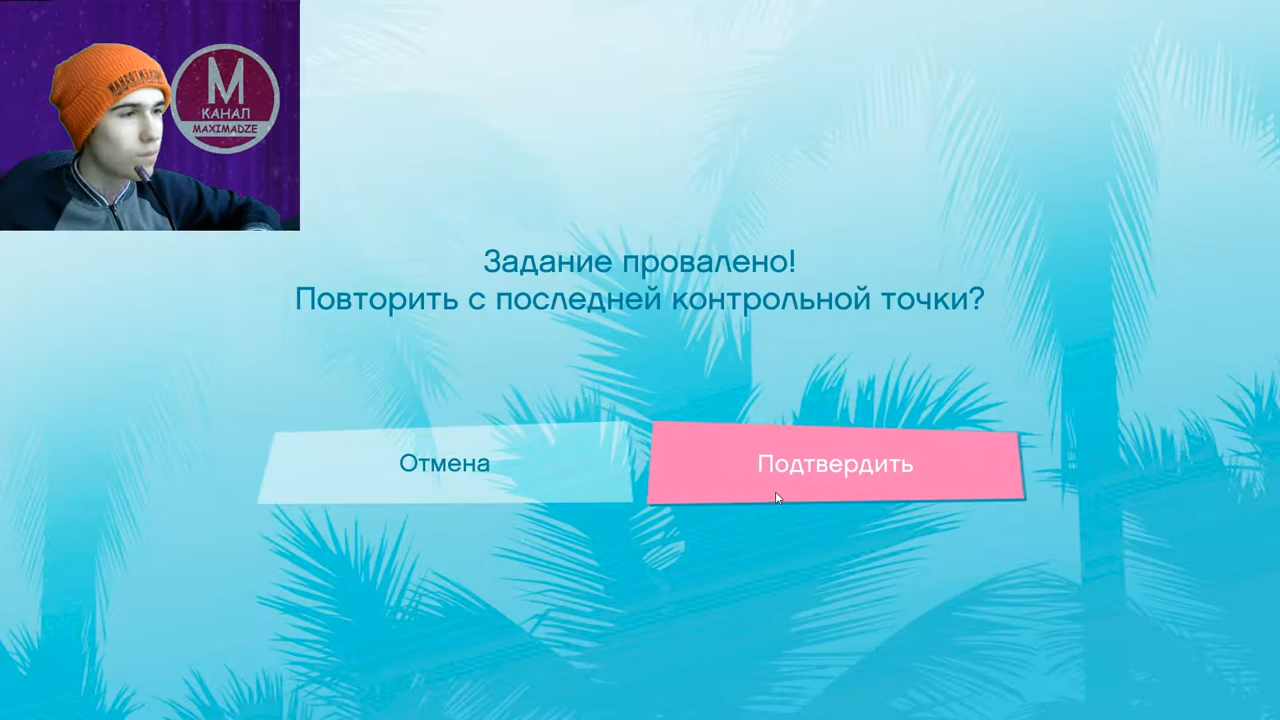 М
КАНАЛ
MAXIMADZE
Задание провалено!
Повторить с последней контрольной точки?
Отмена
Подтвердить